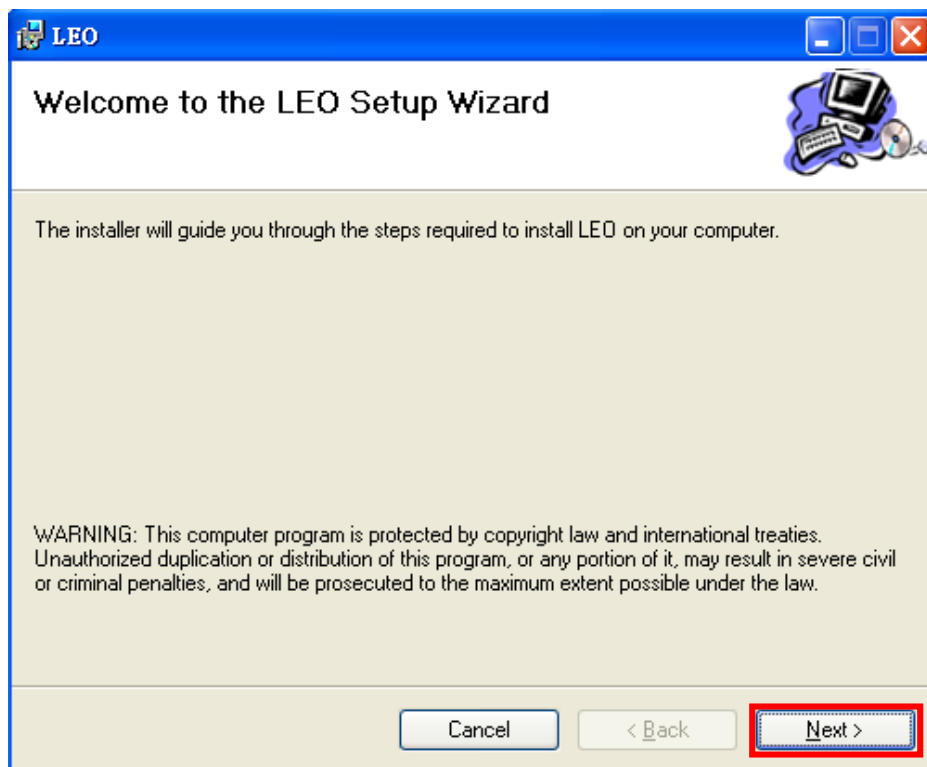 LEO
Welcome to the LEO Setup Wizard
The installer will guide you through the steps required to install LEO on your computer.
WARNING: This computer program is protected by copyright law and international treaties.
Unauthorized duplication or distribution of this program, or any portion of it, may result in severe civil
or criminal penalties, and will be prosecuted to the maximum extent possible under the law.
Cancel < Back Next >